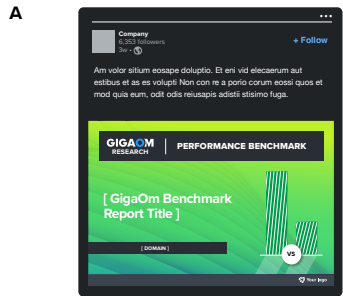 A
Company
6,353 followers
3w •
+ Follow
Am volor sitium eosape doluptio. Et eni vid elecaerum aut
estibus et as es volupti Non con re a porio corum eossi quos et
mod quia eum, odit odis reiusapis adistii stisimo fuga.
GIGAOM
RESEARCH
PERFORMANCE BENCHMARK
[ GigaOm Benchmark
Report Title ]
[ DOMAIN ]
VS
Your logo